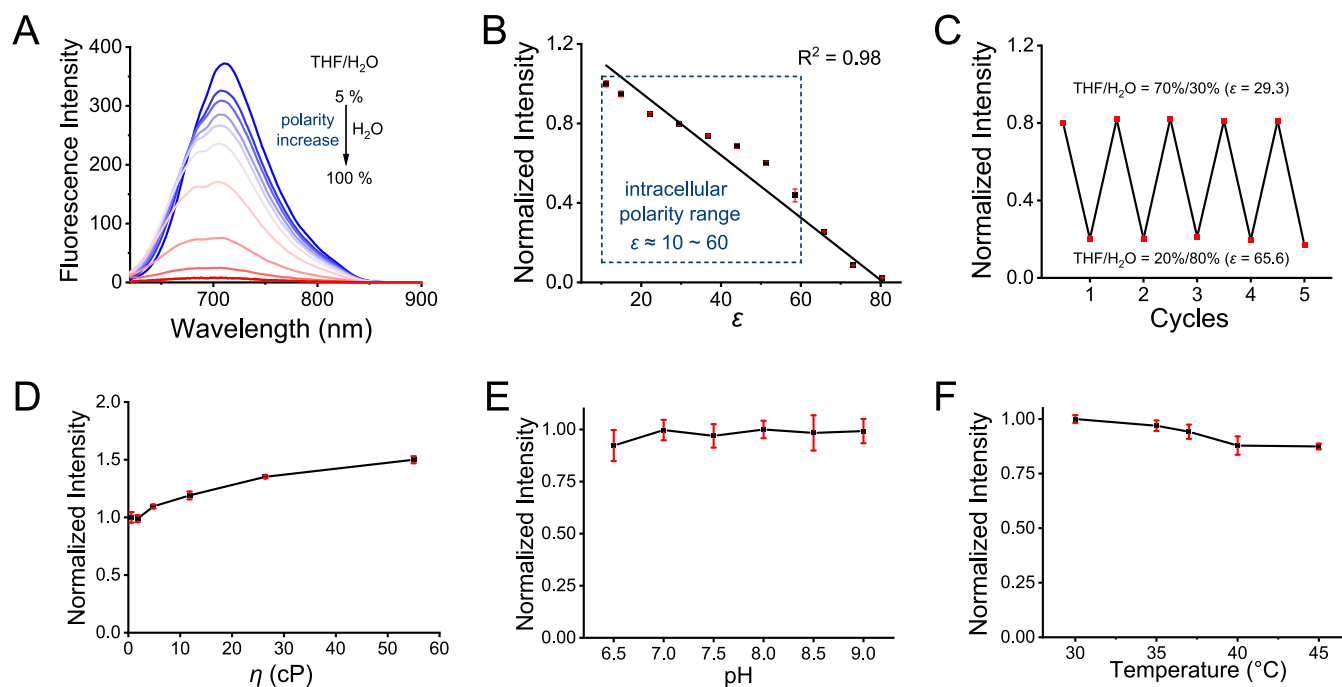 A
Fluorescence Intensity
400
300
200
100
0
700
800
900
Wavelength (nm)
THF/H₂O
5 %
polarity
increase
H₂O
100 %
B
Normalized Intensity
1.2
0.8
0.4
0.0
0
20
40
60
80
ε
R² = 0.98
intracellular
polarity range
ε ≈ 10 ~ 60
C
Normalized Intensity
1.2
0.8
0.4
0.0
1
2
3
4
5
Cycles
THF/H₂O = 70%/30% (ε = 29.3)
THF/H₂O = 20%/80% (ε = 65.6)
D
Normalized Intensity
2.0
1.5
1.0
0.5
0.0
0
10
20
30
40
50
60
η (cP)
E
Normalized Intensity
1.00
0.75
0.50
0.25
0.00
6.5
7.0
7.5
8.0
8.5
9.0
pH
F
Normalized Intensity
1.00
0.75
0.50
0.25
0.00
30
35
40
45
Temperature (°C)